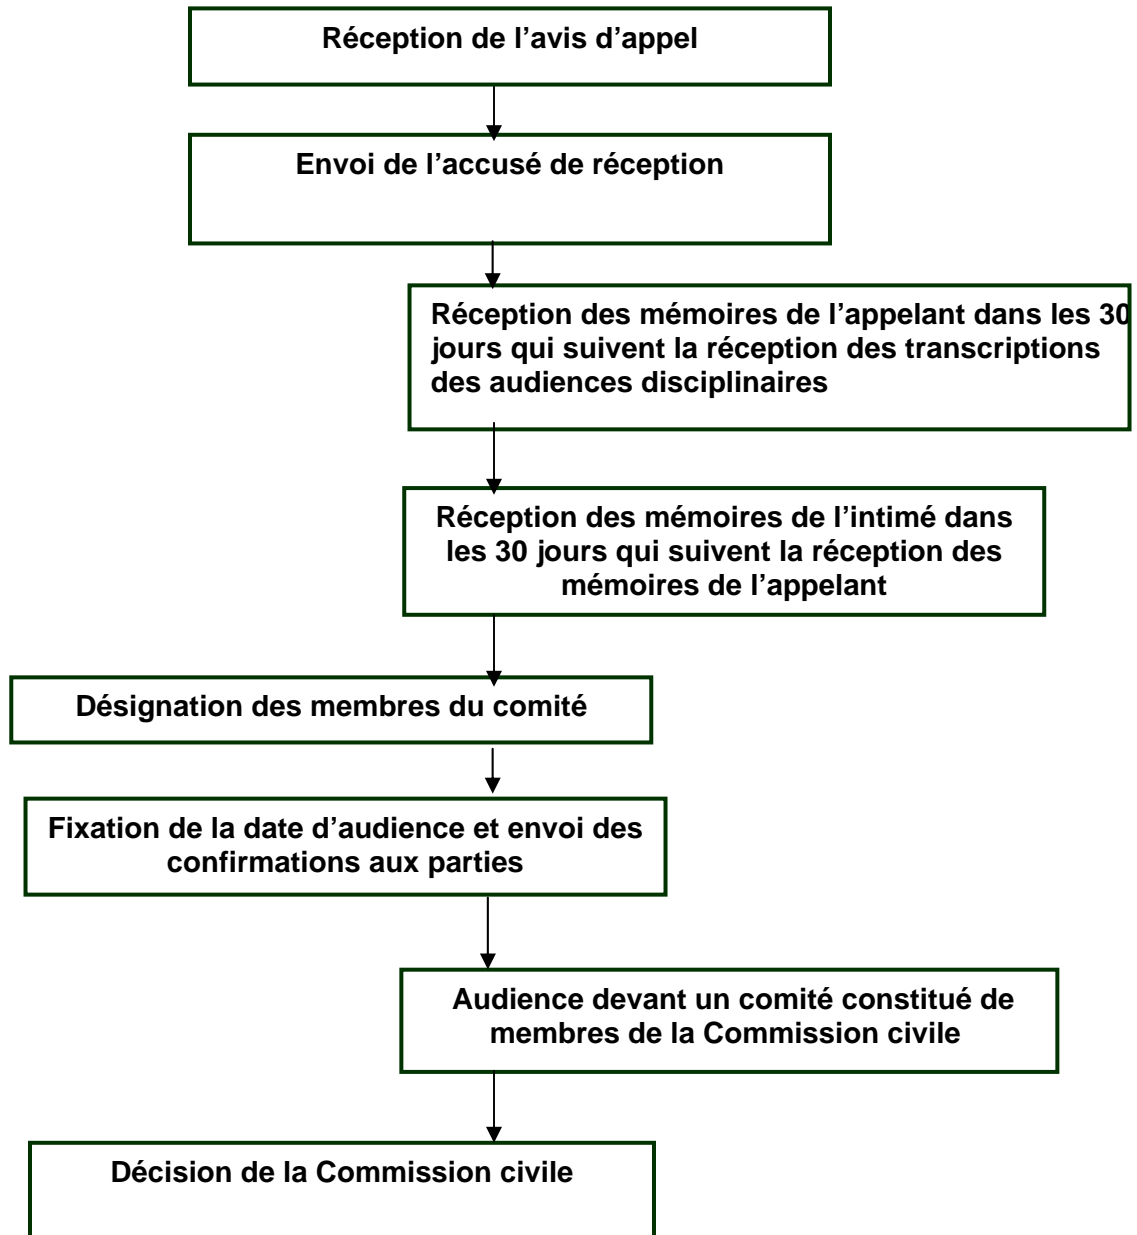 Réception de l’avis d’appel
Envoi de l’accusé de réception
Réception des mémoires de l’appelant dans les 30
jours qui suivent la réception des transcriptions
des audiences disciplinaires
Réception des mémoires de l’intimé dans
les 30 jours qui suivent la réception des
mémoires de l’appelant
Désignation des membres du comité
Fixation de la date d’audience et envoi des
confirmations aux parties
Audience devant un comité constitué de
membres de la Commission civile
Décision de la Commission civile